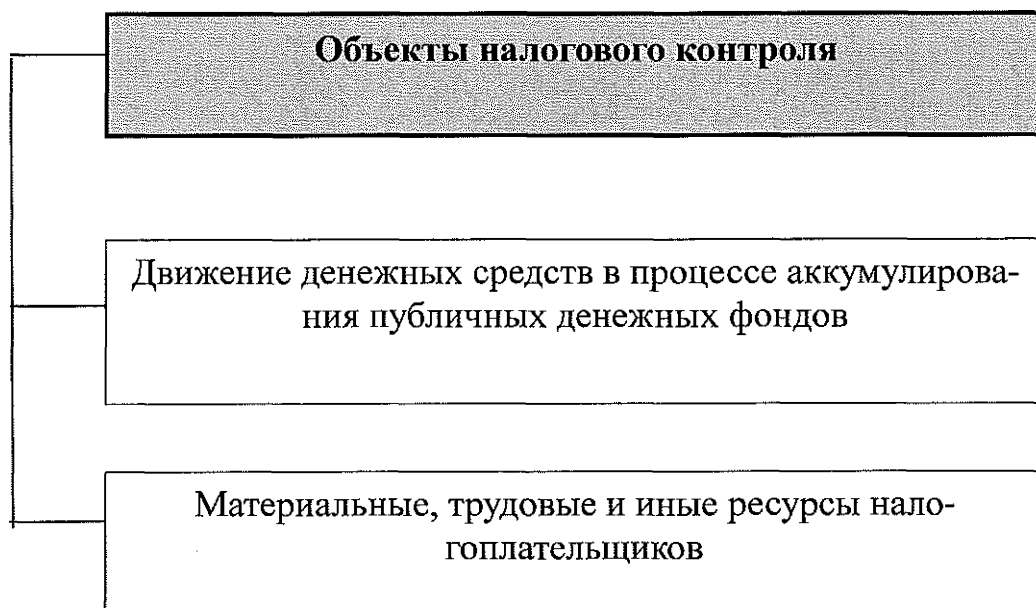 Объекты налогового контроля
Движение денежных средств в процессе аккумулирова-
ния публичных денежных фондов
Материальные, трудовые и иные ресурсы нало-
гоплательщиков